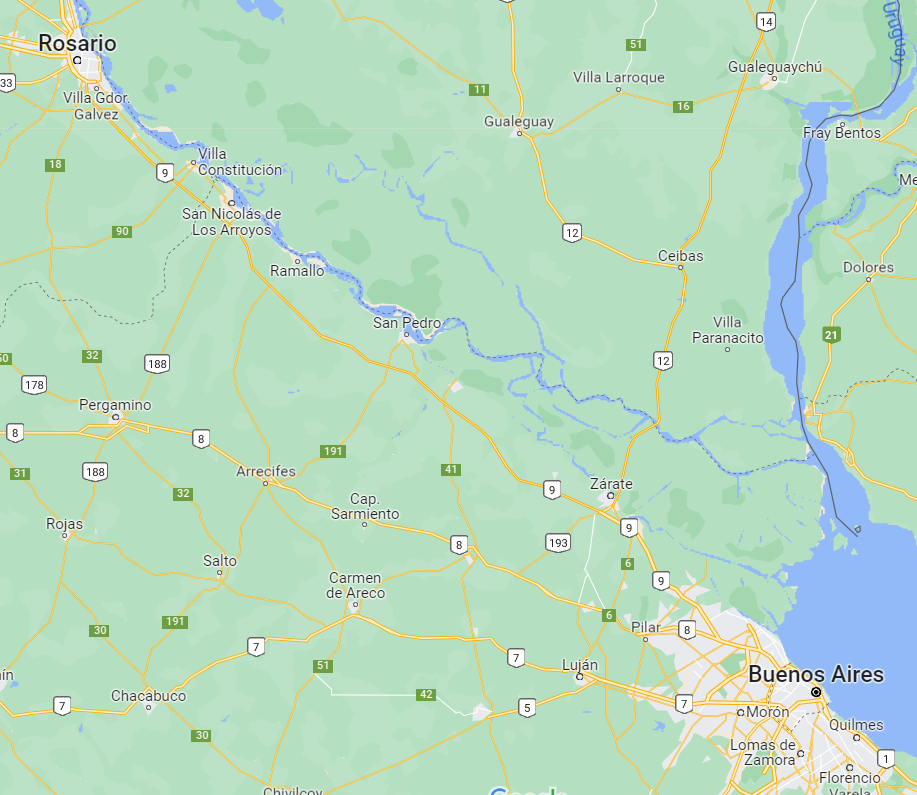 Uruguay
14
51
Rosario
Gualeguaychú
Villa Larroque
33
11
Villa Gdor.
Galvez
16
Gualeguay
Fray Bentos
Villa
Constitución
18
9
Me
San Nicolás de
Los Arroyos
90
12
Ceibas
Ramallo
Dolores
San Pedro
Villa
Paranacito
21
32
50
188
12
178
Pergamino
8
8
191
31
188
Arrecifes
41
32
9
Zárate
Cap.
Sarmiento
Rojas
9
8
193
Salto
6
Carmen
de Areco
9
30
191
6
Pilar
8
7
7
51
Luján
ín
Buenos Aires
Chacabuco
42
7
5
7
Morón
Quilmes
30
Lomas de
Zamora
1
Florencio
Varela
Chivilcoy
Google